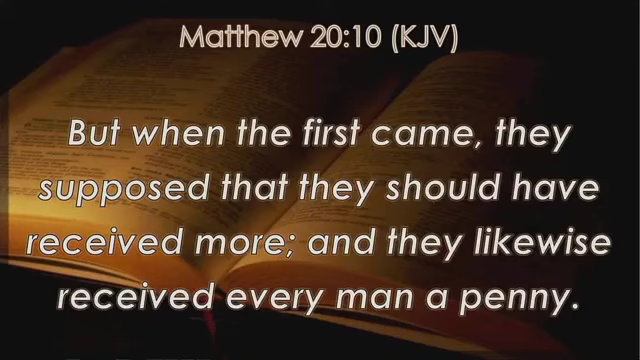 Matthew 20:10 (KJV)
But when the first came, they
supposed that they should have
received more; and they likewise
received every man a penny.